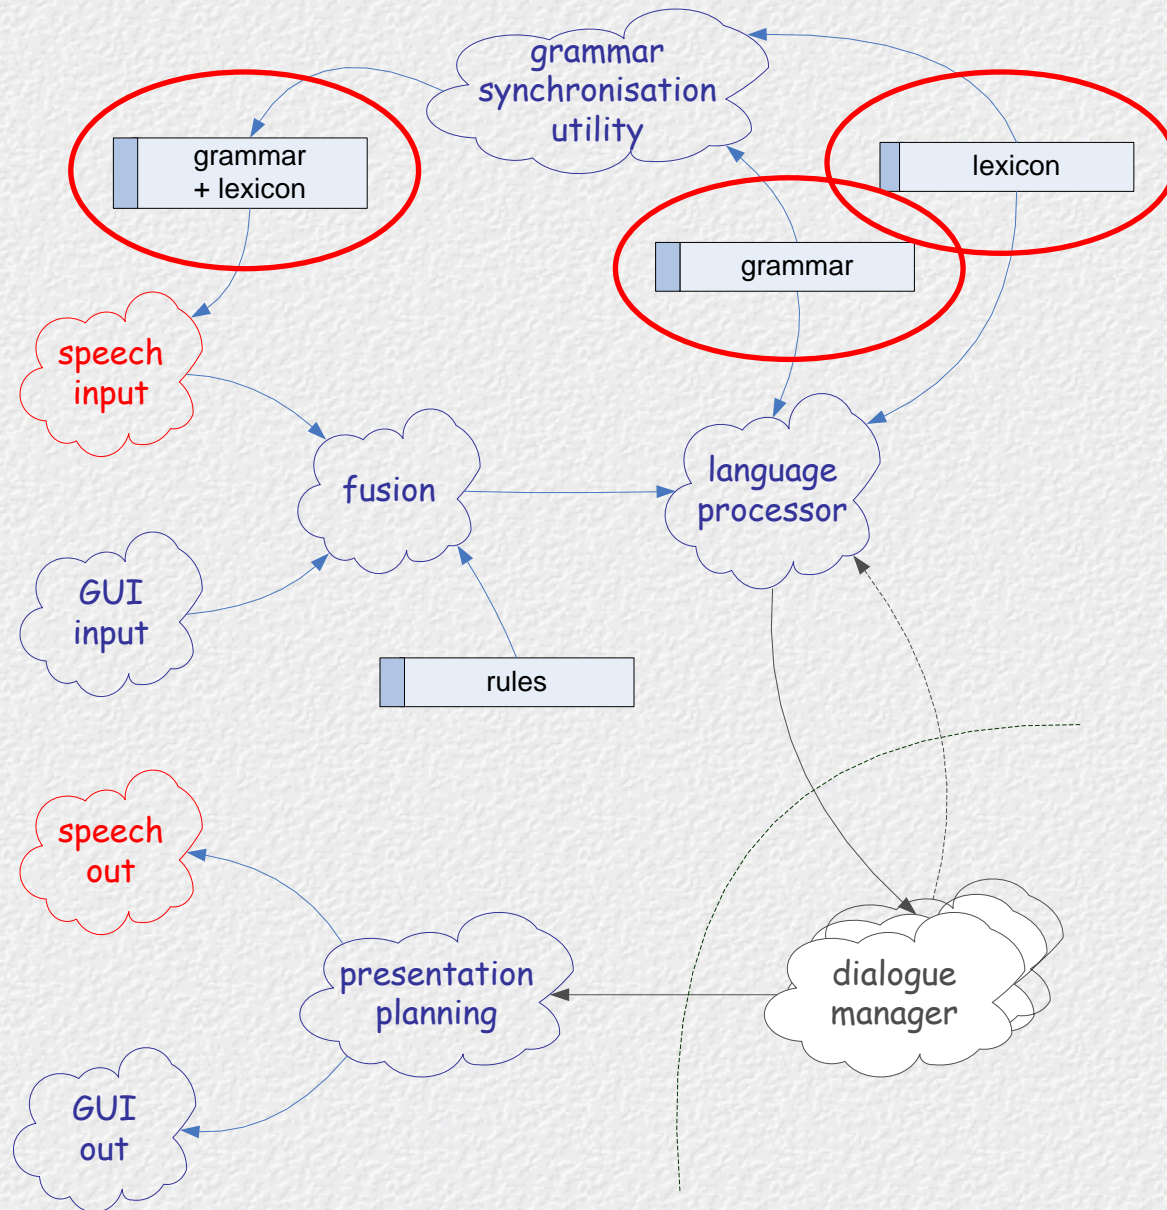 grammar
synchronisation
utility
grammar
+ lexicon
lexicon
grammar
speech
input
fusion
language
processor
GUI
input
rules
speech
out
presentation
planning
dialogue
manager
GUI
out